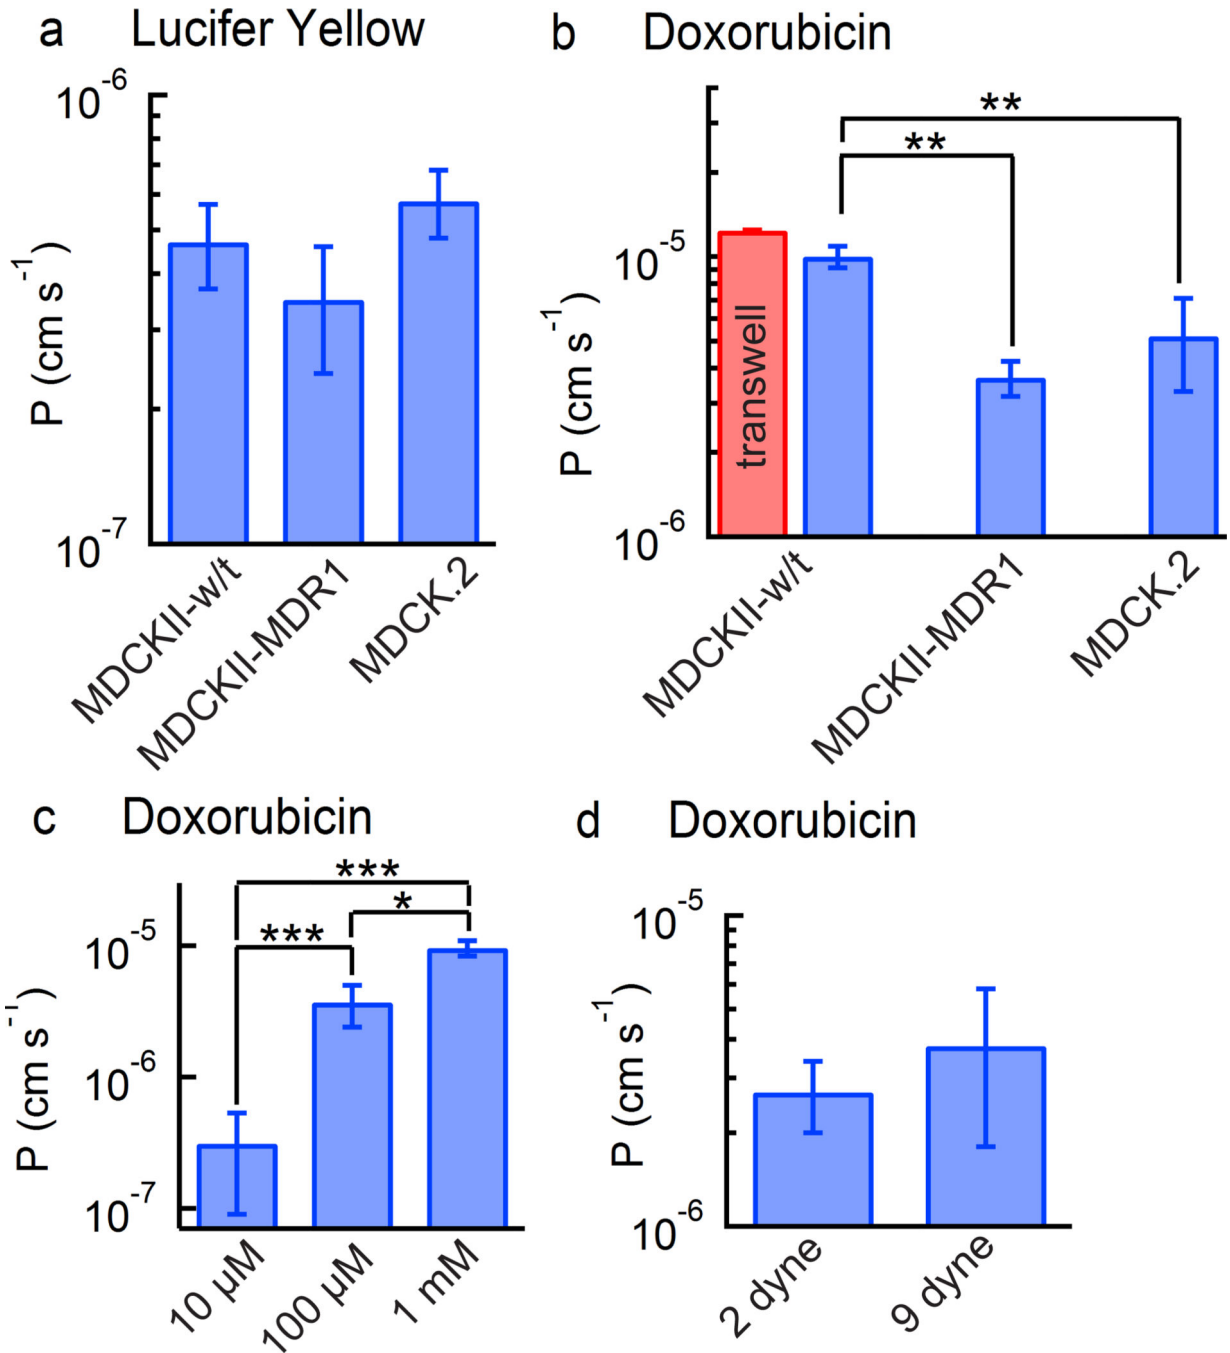 a Lucifer Yellow
10^-6
P (cm s^-1)
10^-7
MDCKII-w/t
MDCKII-MDR1
MDCK.2
b Doxorubicin
**
**
10^-5
P (cm s^-1)
transwell
10^-6
MDCKII-w/t
MDCKII-MDR1
MDCK.2
c Doxorubicin
***
*
***
10^-5
P (cm s^-1)
10^-6
10^-7
10 µM
100 µM
1 mM
d Doxorubicin
10^-5
P (cm s^-1)
10^-6
2 dyne
9 dyne